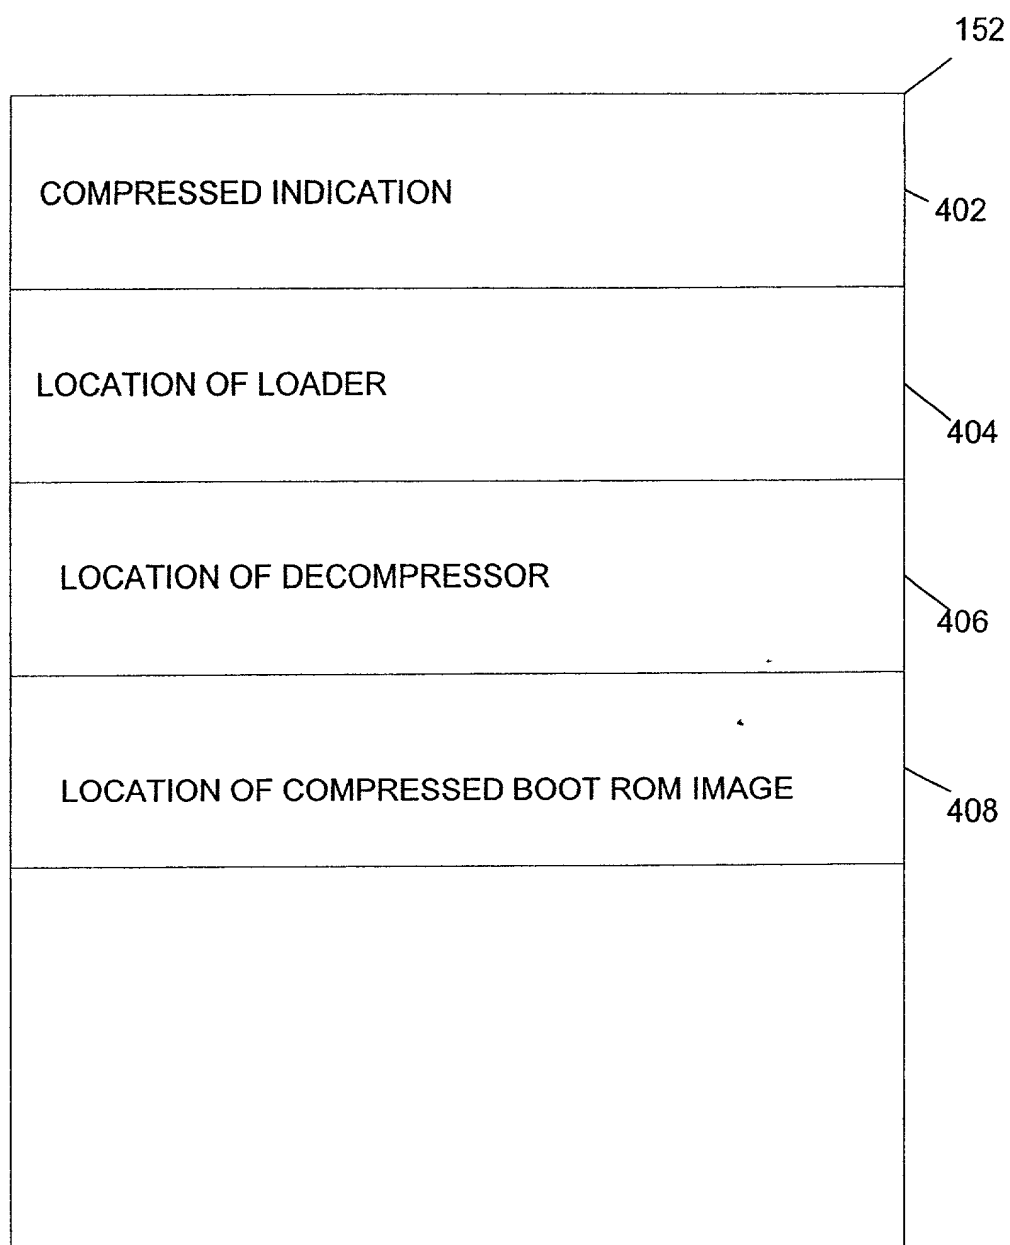 152
COMPRESSED INDICATION
402
LOCATION OF LOADER
404
LOCATION OF DECOMPRESSOR
406
LOCATION OF COMPRESSED BOOT ROM IMAGE
408